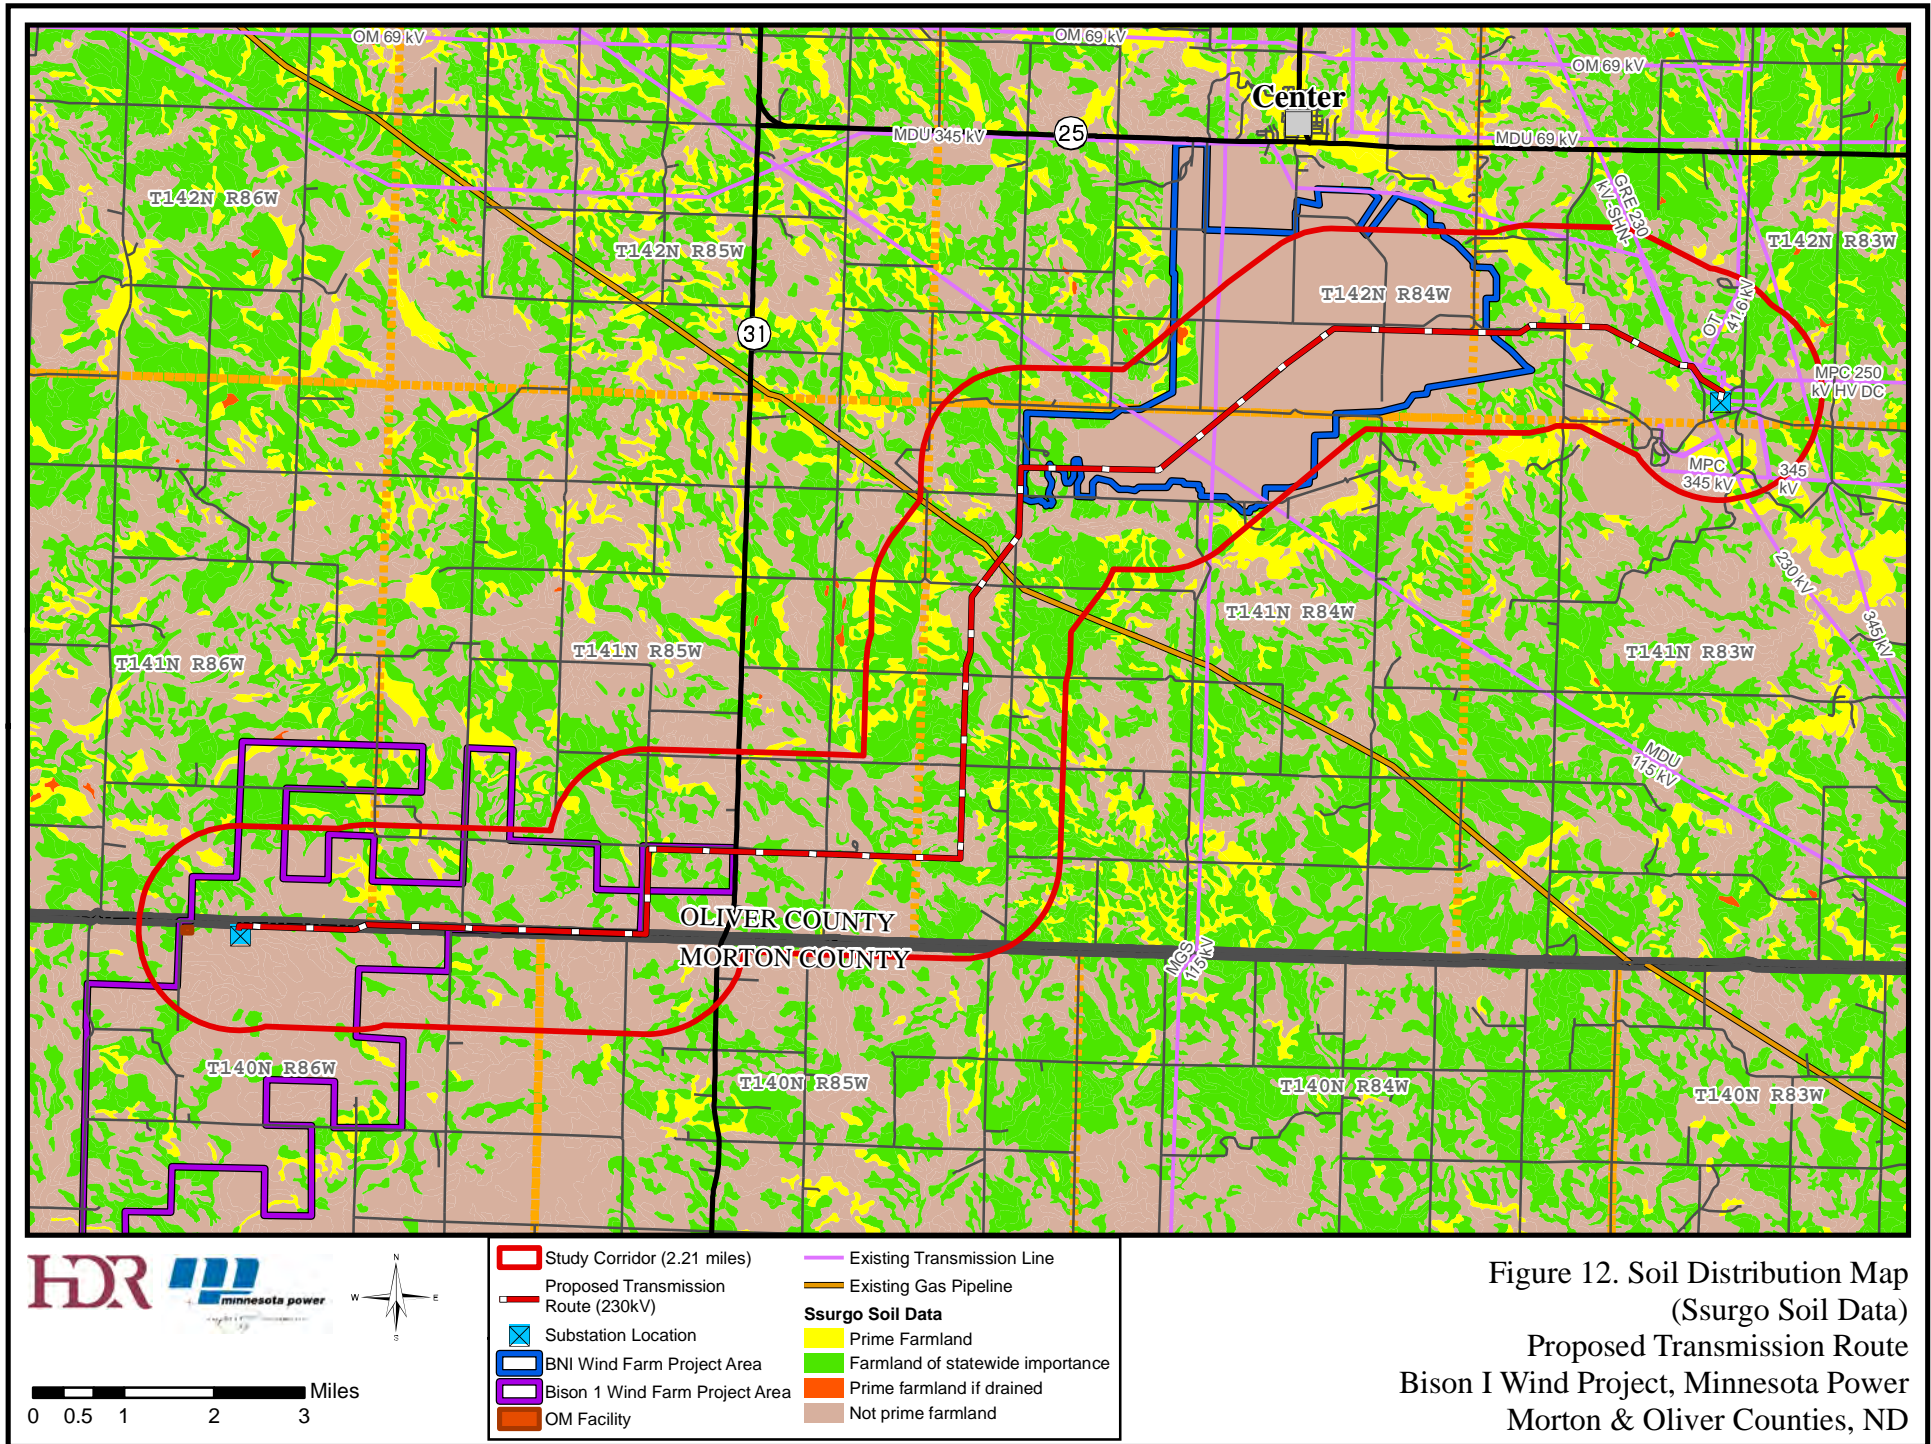 OM 69 kV
OM 69 kV
OM 69 kV
Center
MDU 345 kV
25
MDU 69 kV
T142N R86W
GRE 230
kV -SHN-
T142N R85W
T142N R83W
T142N R84W
OT
41.6 kV
31
MPC 250
kV HV DC
MPC
345 kV
345
kV
230 kV
T141N R84W
345 kV
T141N R86W
T141N R85W
T141N R83W
MDU
115 kV
OLIVER COUNTY
MORTON COUNTY
MGS
115 kV
T140N R86W
T140N R85W
T140N R84W
T140N R83W
HDR
minnesota power
N
W
E
S
Miles
0 0.5 1 2 3
Study Corridor (2.21 miles)
Proposed Transmission
Route (230kV)
Substation Location
BNI Wind Farm Project Area
Bison 1 Wind Farm Project Area
OM Facility
Existing Transmission Line
Existing Gas Pipeline
Ssurgo Soil Data
Prime Farmland
Farmland of statewide importance
Prime farmland if drained
Not prime farmland
Figure 12. Soil Distribution Map
(Ssurgo Soil Data)
Proposed Transmission Route
Bison I Wind Project, Minnesota Power
Morton & Oliver Counties, ND